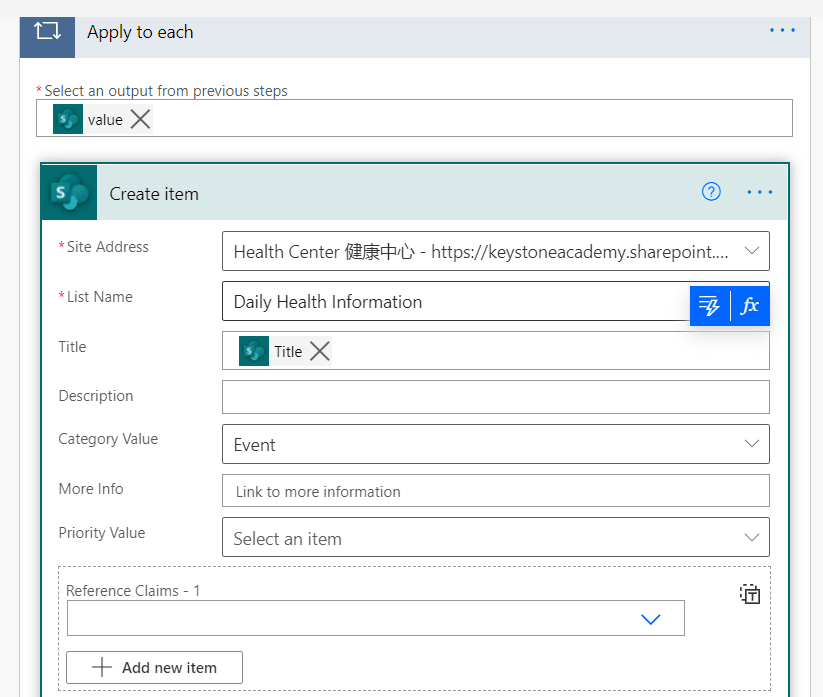 Apply to each
* Select an output from previous steps
value
Create item
* Site Address
Health Center 健康中心 - https://keystoneacademy.sharepoint....
* List Name
Daily Health Information
fx
Title
Title
Description
Category Value
Event
More Info
Link to more information
Priority Value
Select an item
Reference Claims - 1
Add new item